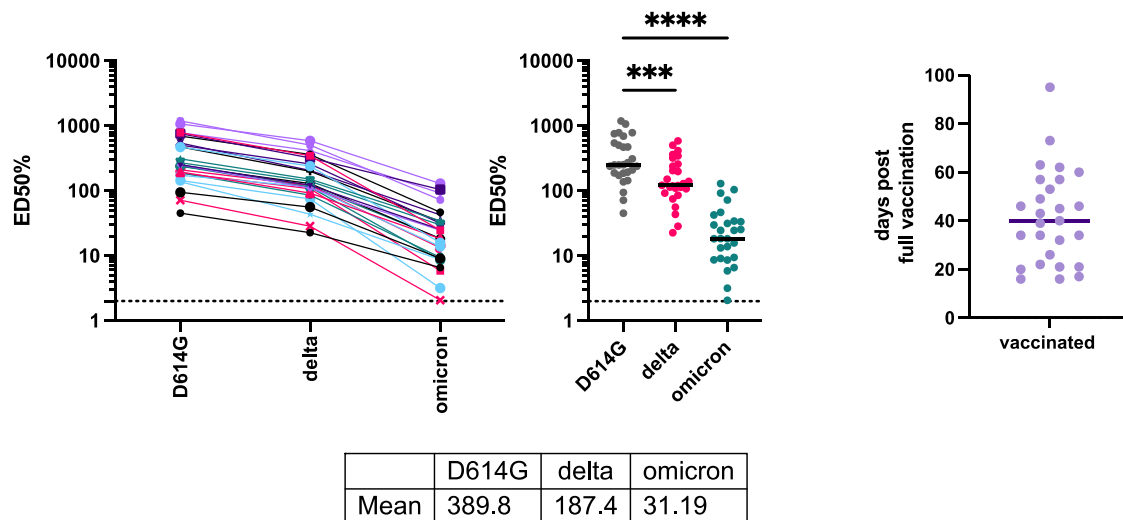 ****
***
10000
1000
100
10
1
ED50%
D614G
delta
omicron
10000
1000
100
10
1
ED50%
D614G
delta
omicron
100
80
60
40
20
0
days post
full vaccination
vaccinated
D614G delta omicron
Mean 389.8 187.4 31.19